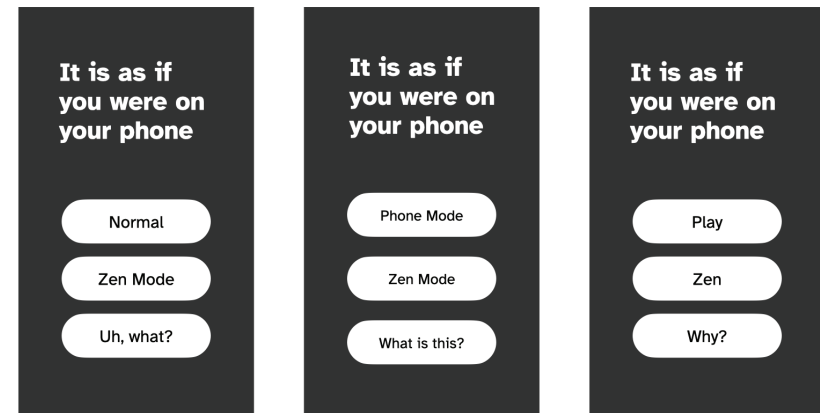 It is as if
you were on
your phone
Normal
Zen Mode
Uh, what?
It is as if
you were on
your phone
Phone Mode
Zen Mode
What is this?
It is as if
you were on
your phone
Play
Zen
Why?